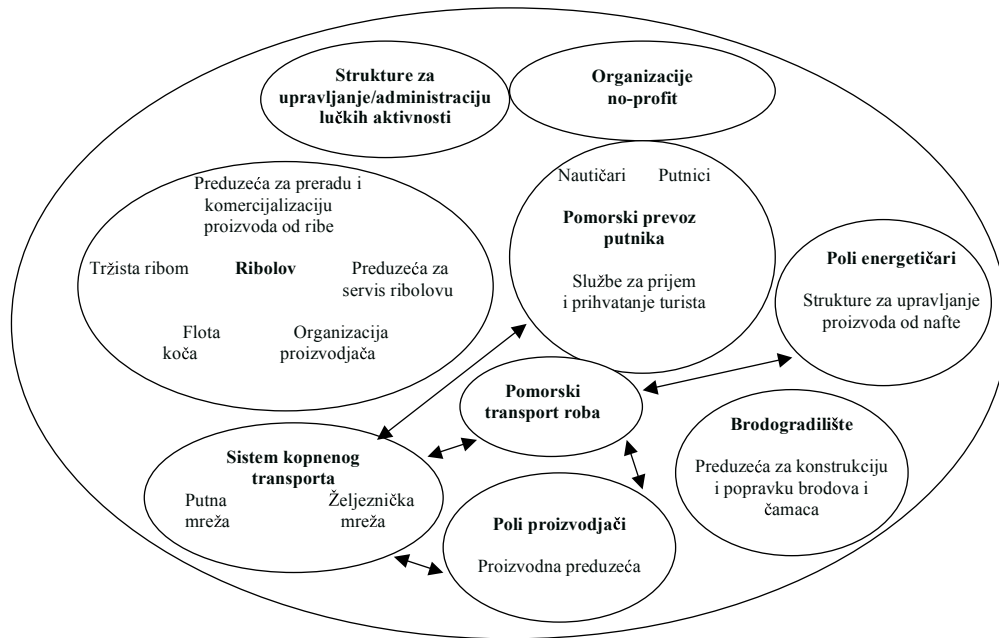 Strukture za
upravljanje/administraciju
lučkih aktivnosti
Organizacije
no-profit
Preduzeća za preradu i
komercijalizaciju
proizvoda od ribe
Tržista ribom
Ribolov
Preduzeća za
servis ribolovu
Flota
koča
Organizacija
proizvodjača
Nautičari
Putnici
Pomorski prevoz
putnika
Službe za prijem
i prihvatanje turista
Poli energetičari
Strukture za upravljanje
proizvoda od nafte
Pomorski
transport roba
Brodogradilište
Preduzeća za konstrukciju
i popravku brodova i
čamaca
Sistem kopnenog
transporta
Putna
mreža
Željeznička
mreža
Poli proizvodjači
Proizvodna preduzeća